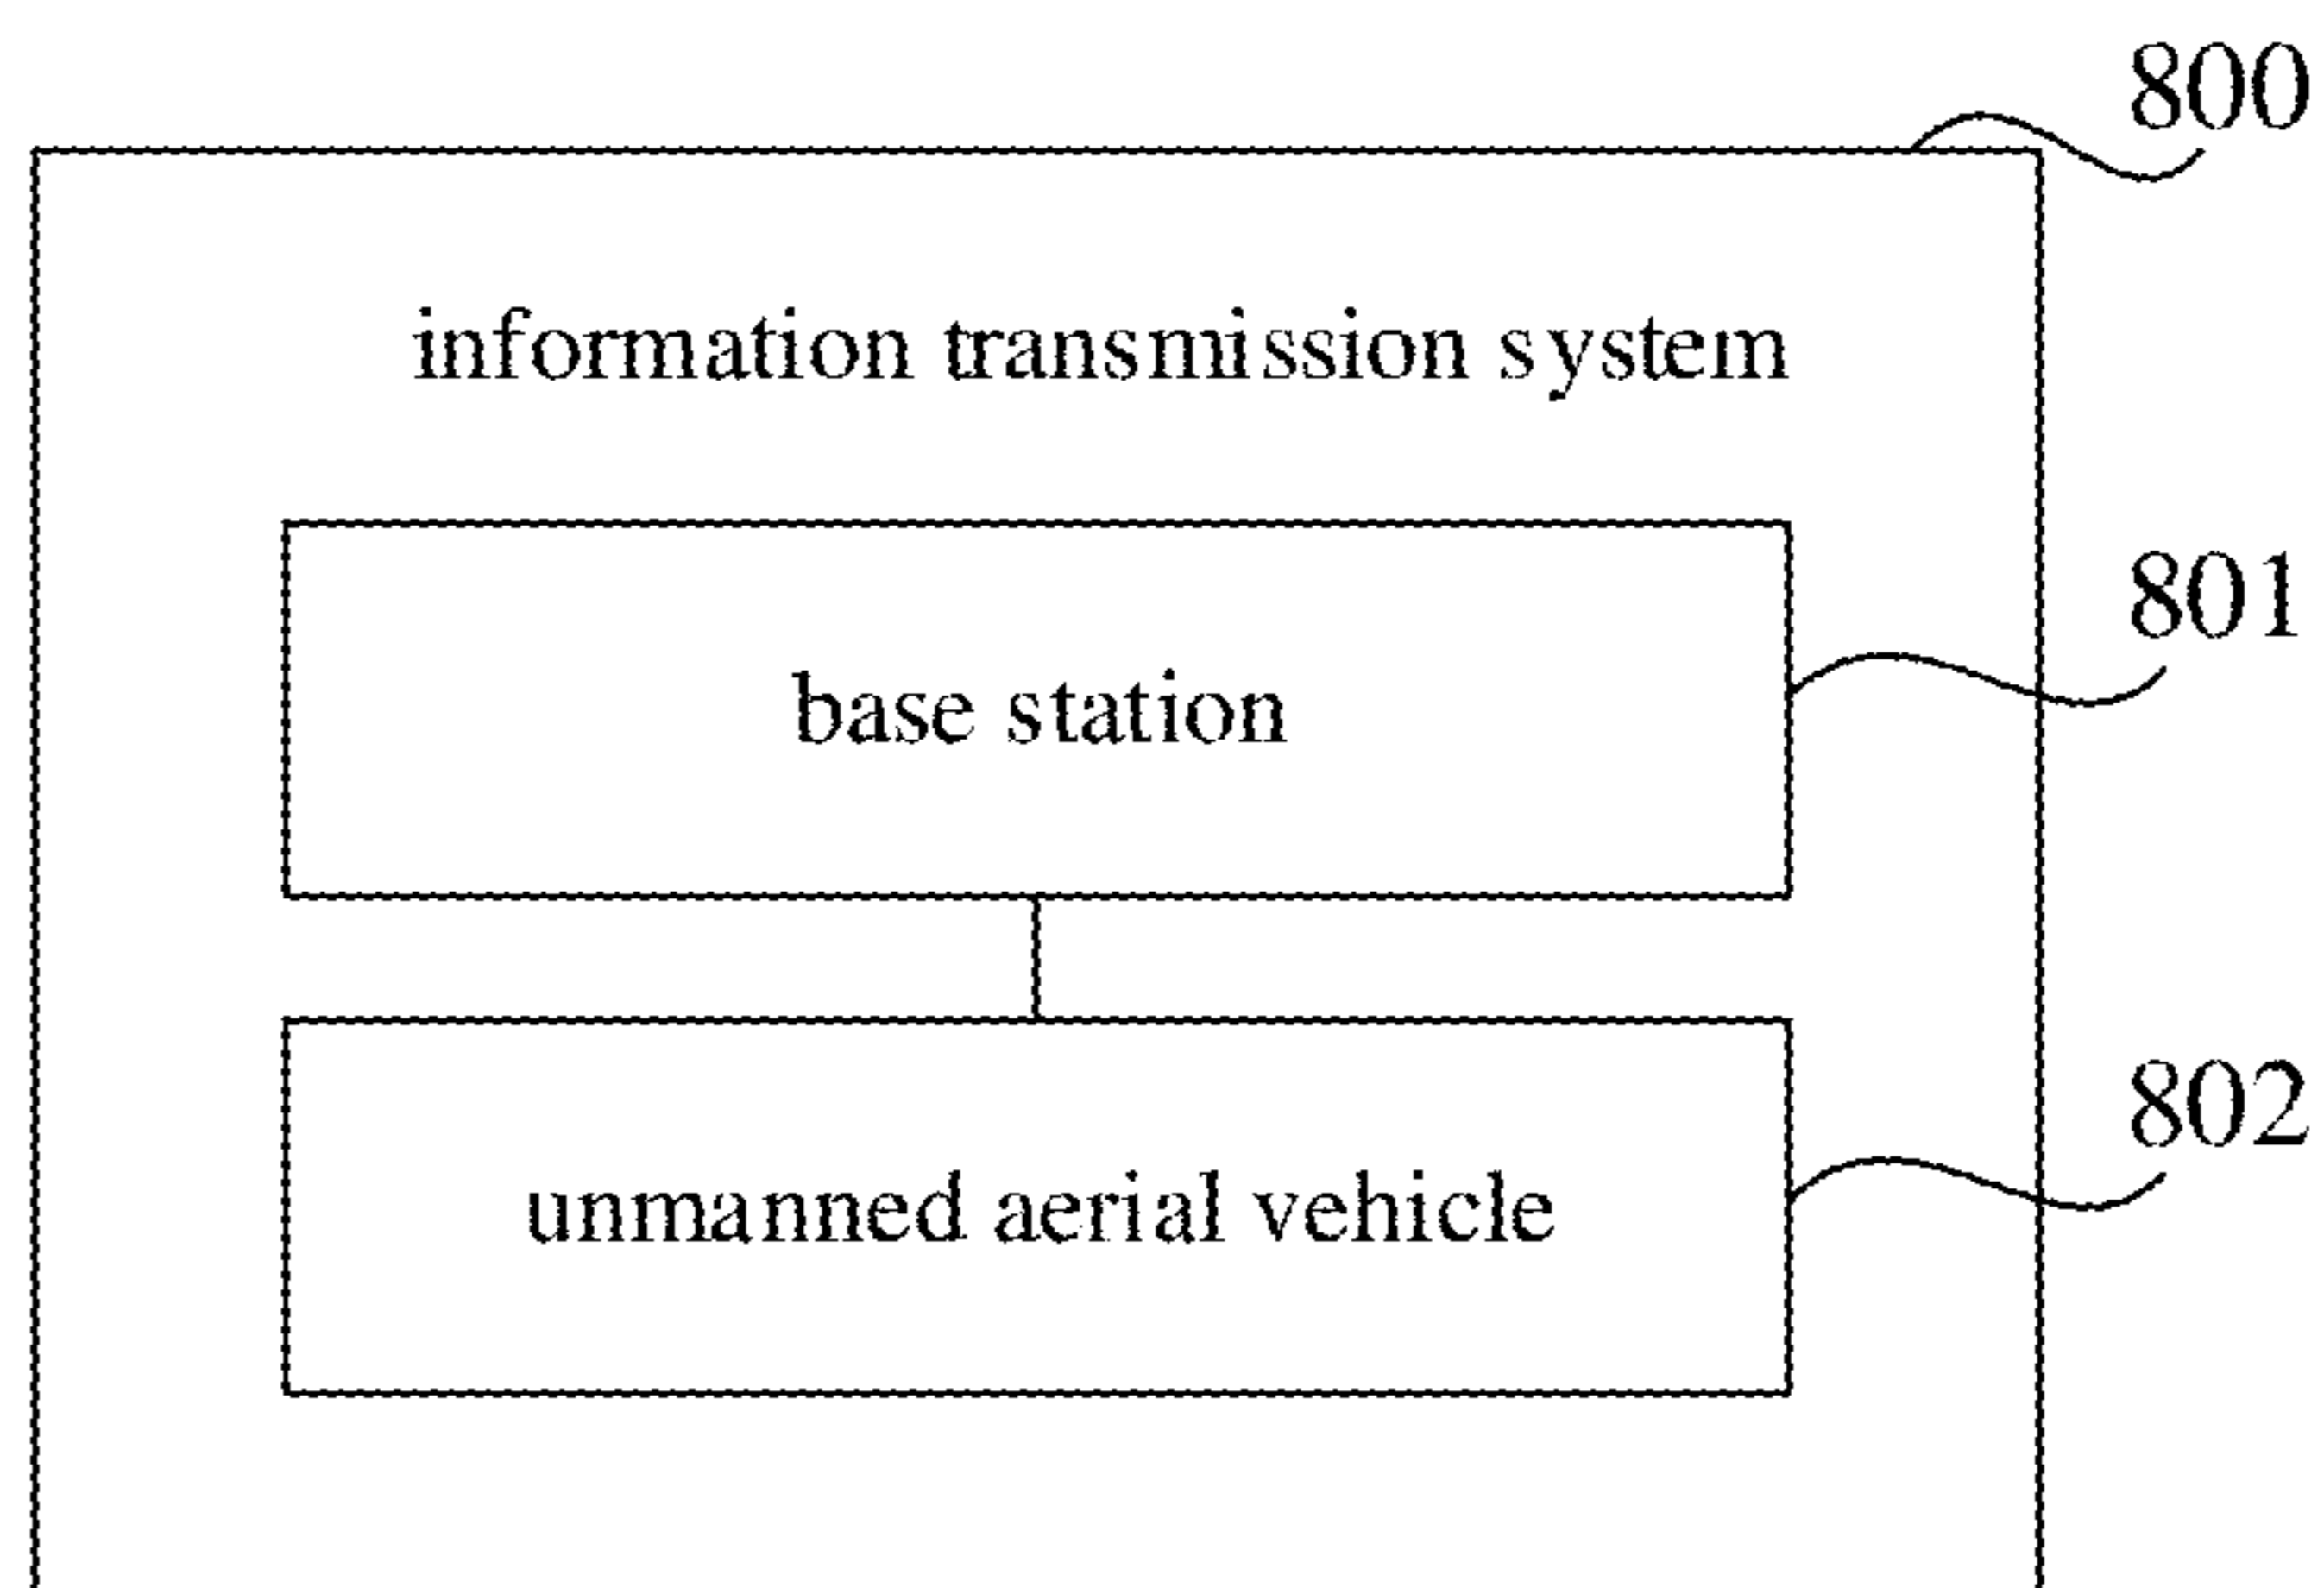 800
information transmission system
801
base station
802
unmanned aerial vehicle